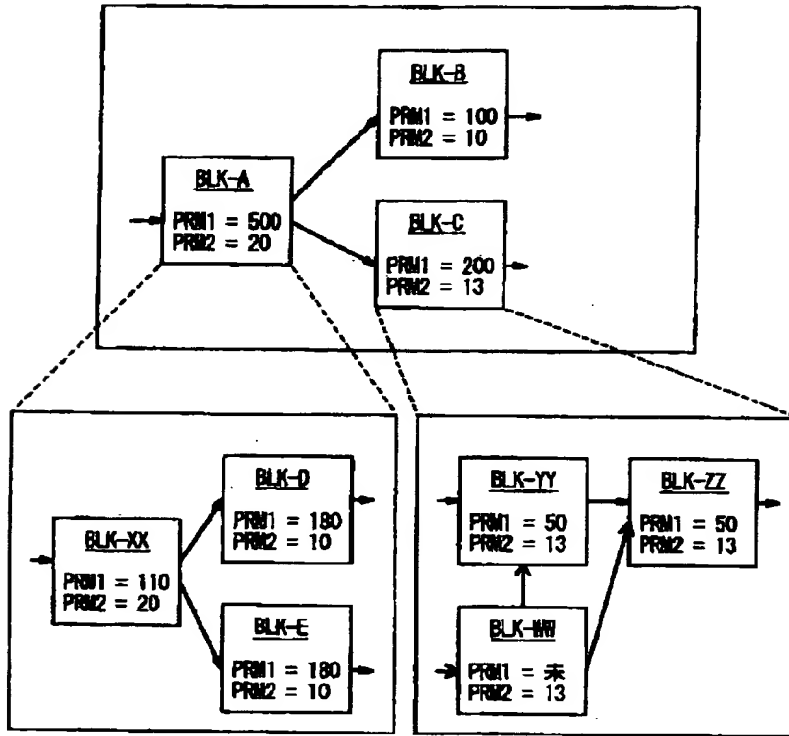 BLK-B
PRM1 = 100
PRM2 = 10
BLK-A
PRM1 = 500
PRM2 = 20
BLK-C
PRM1 = 200
PRM2 = 13
BLK-D
PRM1 = 180
PRM2 = 10
BLK-XX
PRM1 = 110
PRM2 = 20
BLK-E
PRM1 = 180
PRM2 = 10
BLK-YY
PRM1 = 50
PRM2 = 13
BLK-ZZ
PRM1 = 50
PRM2 = 13
BLK-WW
PRM1 = 未
PRM2 = 13